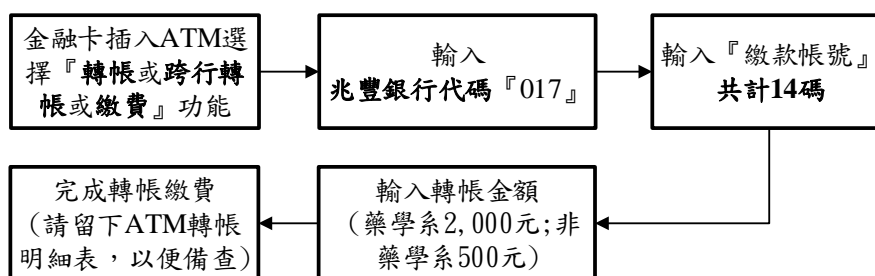 金融卡插入ATM選
擇『轉帳或跨行轉
帳或繳費』功能
輸入
兆豐銀行代碼『017』
輸入『繳款帳號』
共計14碼
輸入轉帳金額
(藥學系2,000元;非
藥學系500元)
完成轉帳繳費
(請留下ATM轉帳
明細表,以便備查)